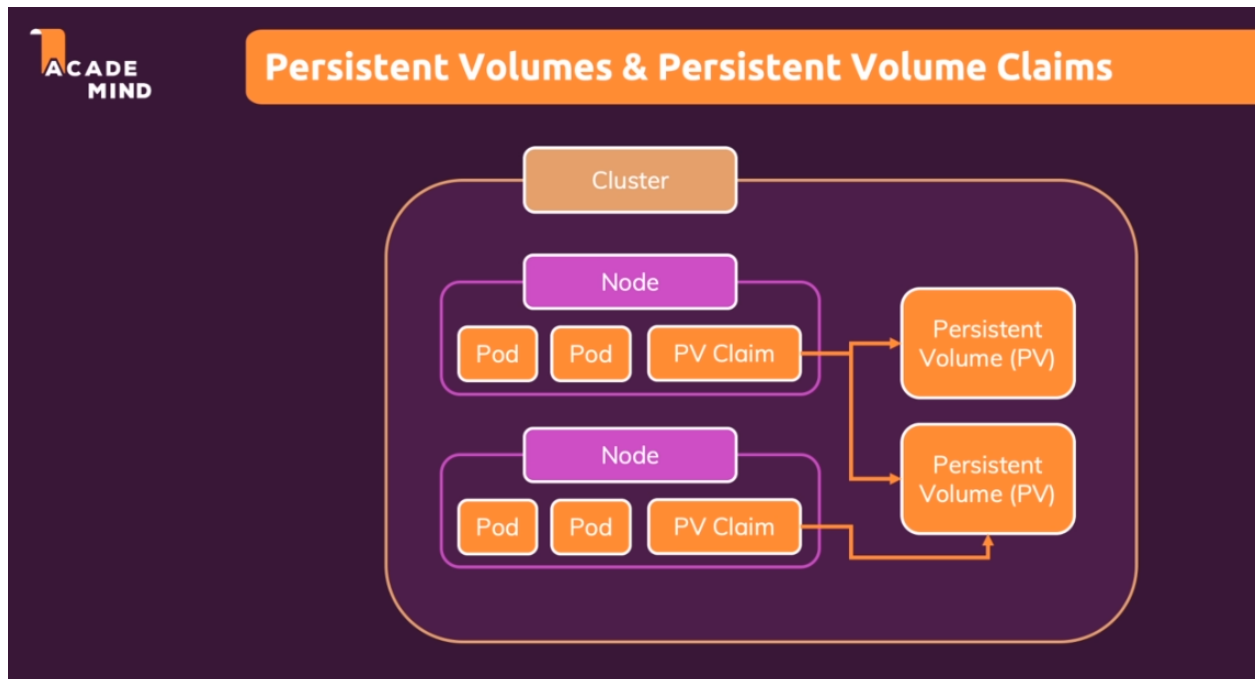 ACADE
MIND
Persistent Volumes & Persistent Volume Claims
Cluster
Node
Pod
Pod
PV Claim
Persistent
Volume (PV)
Node
Pod
Pod
PV Claim
Persistent
Volume (PV)